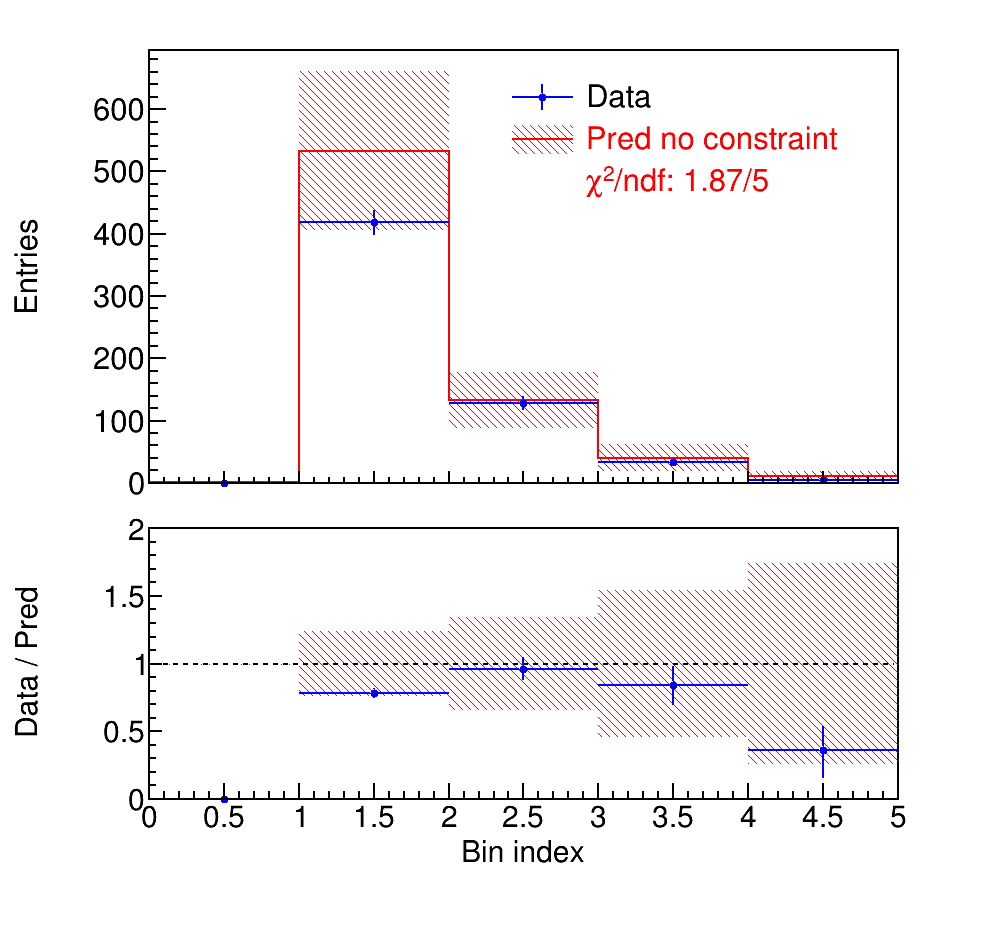 Entries
600
500
400
300
200
100
0
Data
Pred no constraint
χ²/ndf: 1.87/5
Data / Pred
2
1.5
1
0.5
0
0 0.5 1 1.5 2 2.5 3 3.5 4 4.5 5
Bin index